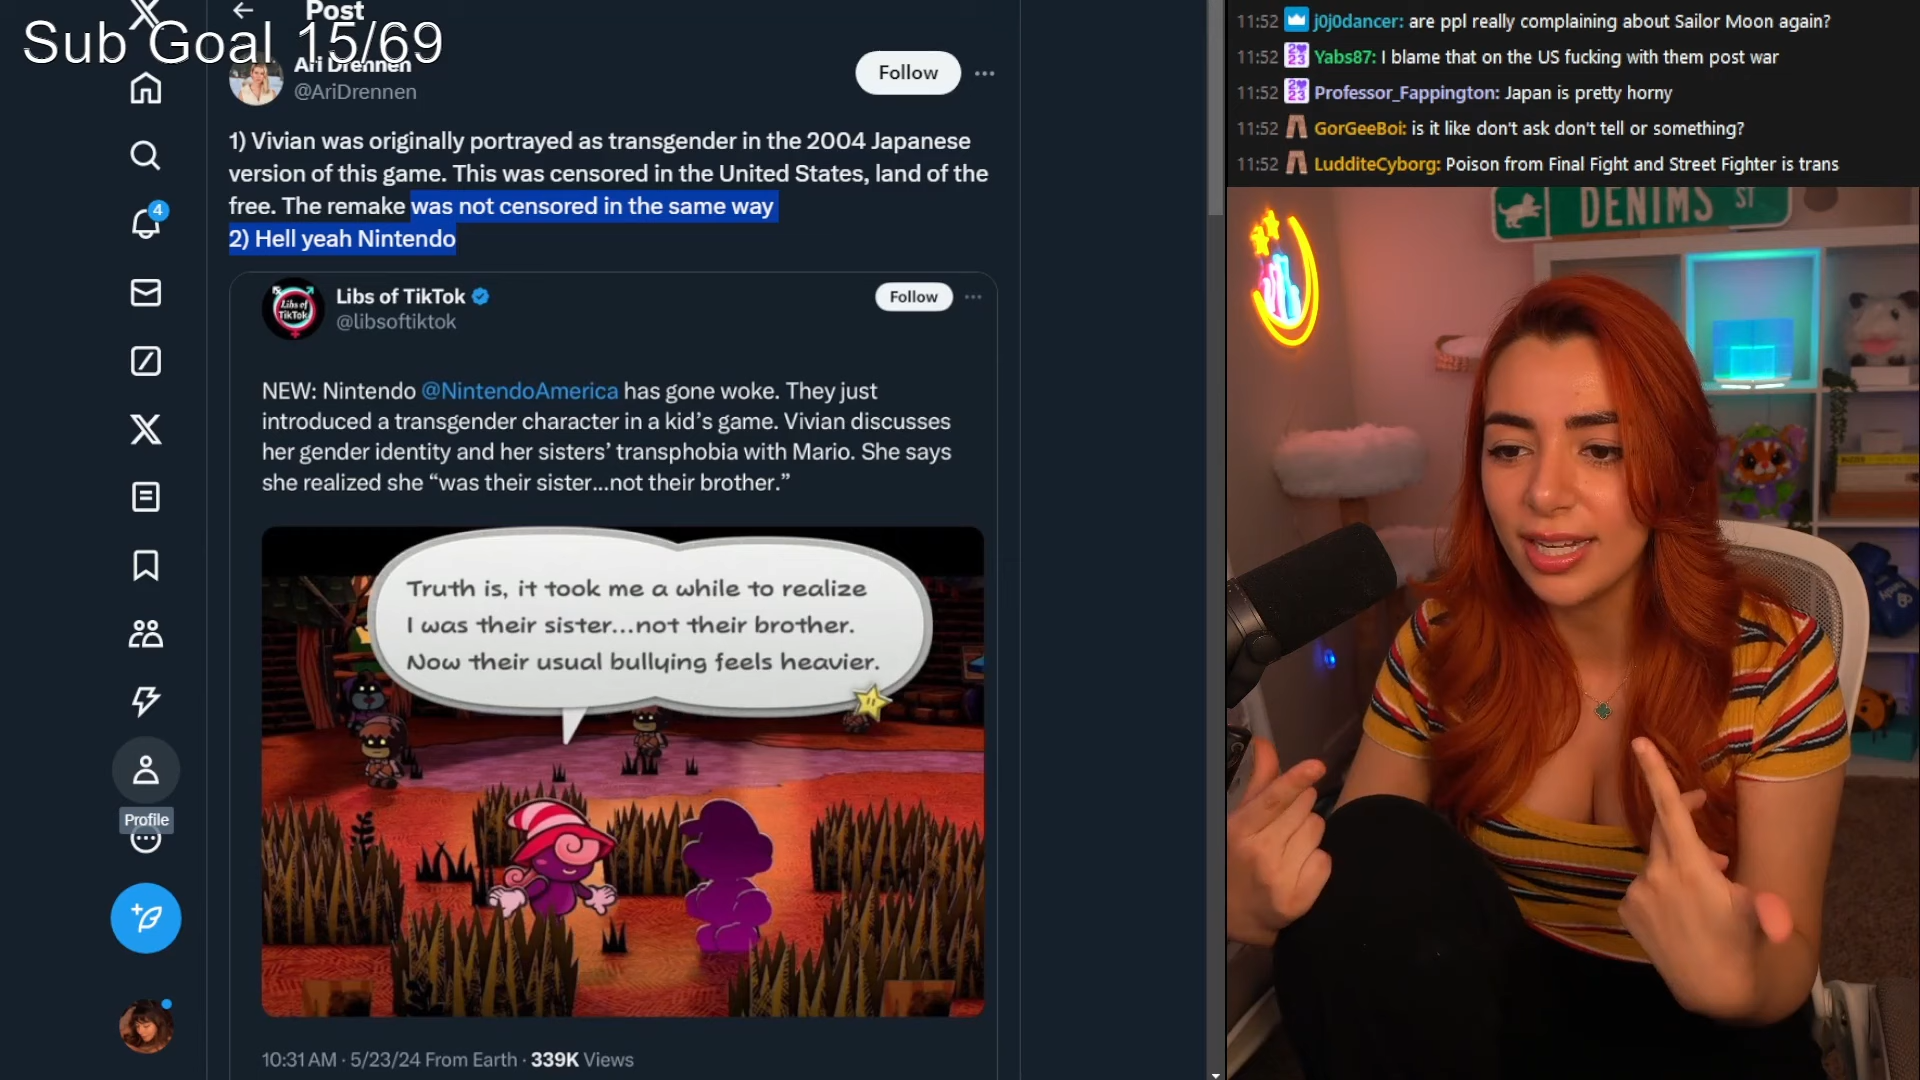 Sub Goal 15/69
Post
Ari Drennen
@AriDrennen
Follow
1) Vivian was originally portrayed as transgender in the 2004 Japanese
version of this game. This was censored in the United States, land of the
free. The remake was not censored in the same way
2) Hell yeah Nintendo
4
Libs of TikTok
@libsoftiktok
Follow
Libs of
TikTok
NEW: Nintendo @NintendoAmerica has gone woke. They just
introduced a transgender character in a kid’s game. Vivian discusses
her gender identity and her sisters’ transphobia with Mario. She says
she realized she “was their sister...not their brother.”
Truth is, it took me a while to realize
I was their sister...not their brother.
Now their usual bullying feels heavier.
Profile
10:31 AM · 5/23/24 From Earth · 339K Views
11:52 j0j0dancer: are ppl really complaining about Sailor Moon again?
11:52 Yabs87: I blame that on the US fucking with them post war
11:52 Professor_Fappington: Japan is pretty horny
11:52 GorGeeBoi: is it like don't ask don't tell or something?
11:52 LudditeCyborg: Poison from Final Fight and Street Fighter is trans
DENIMS ST